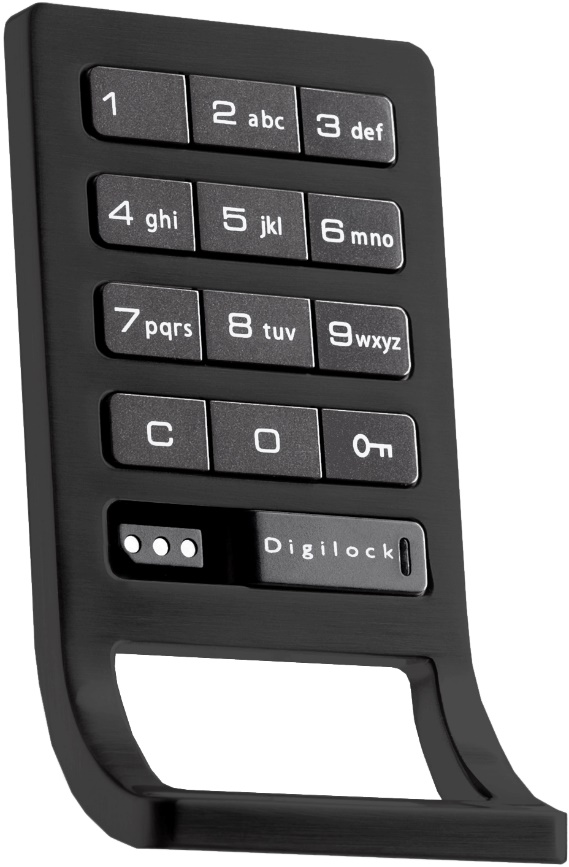 1 2 abc 3 def
4 ghi 5 jkl 6 mno
7 pqrs 8 tuv 9 wxyz
C 0
Digilock